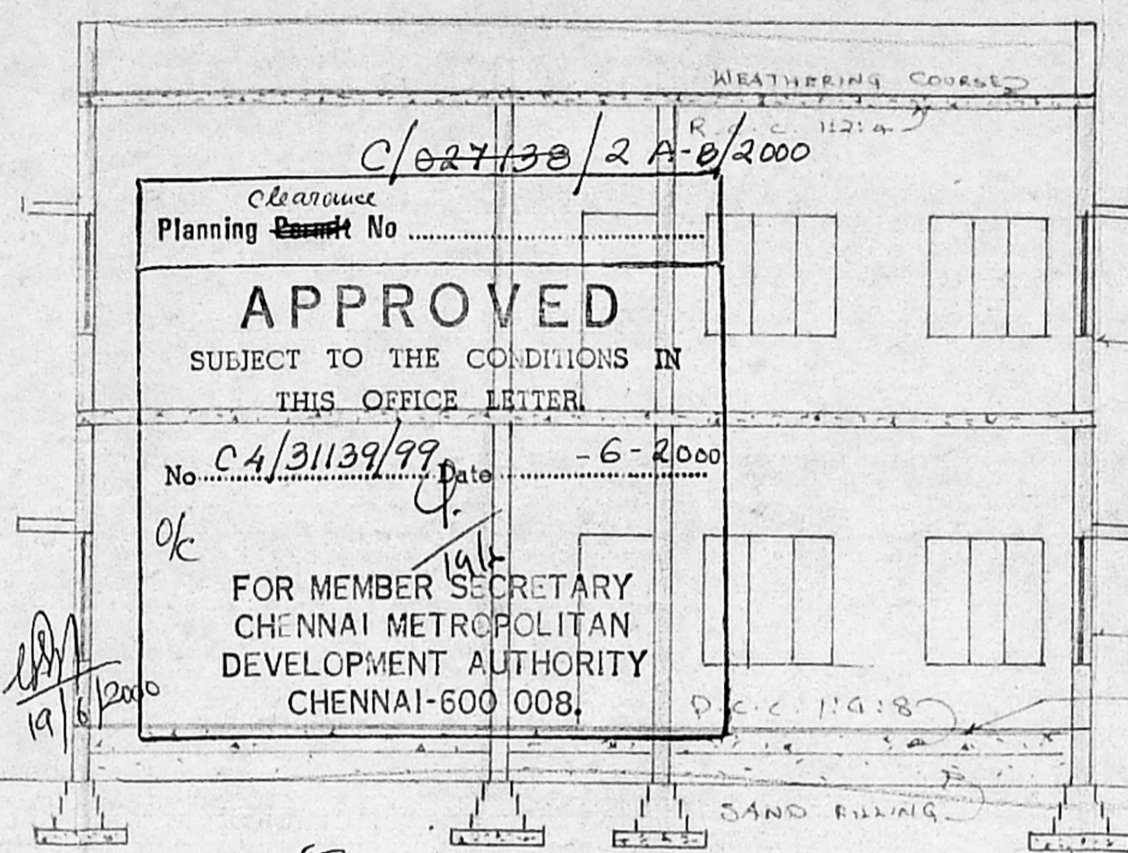 WEATHERING COURSE
R.C.C. 1:2:4
C/027138/2 A-B/2000
clearance
Planning Permit No
APPROVED
SUBJECT TO THE CONDITIONS IN
THIS OFFICE LETTER.
No C4/31139/99 Date -6-2000
O/c
19/6
FOR MEMBER SECRETARY
CHENNAI METROPOLITAN
DEVELOPMENT AUTHORITY
CHENNAI-600 008.
19/6/2000
P.C.C. 1:4:8
SAND FILLING